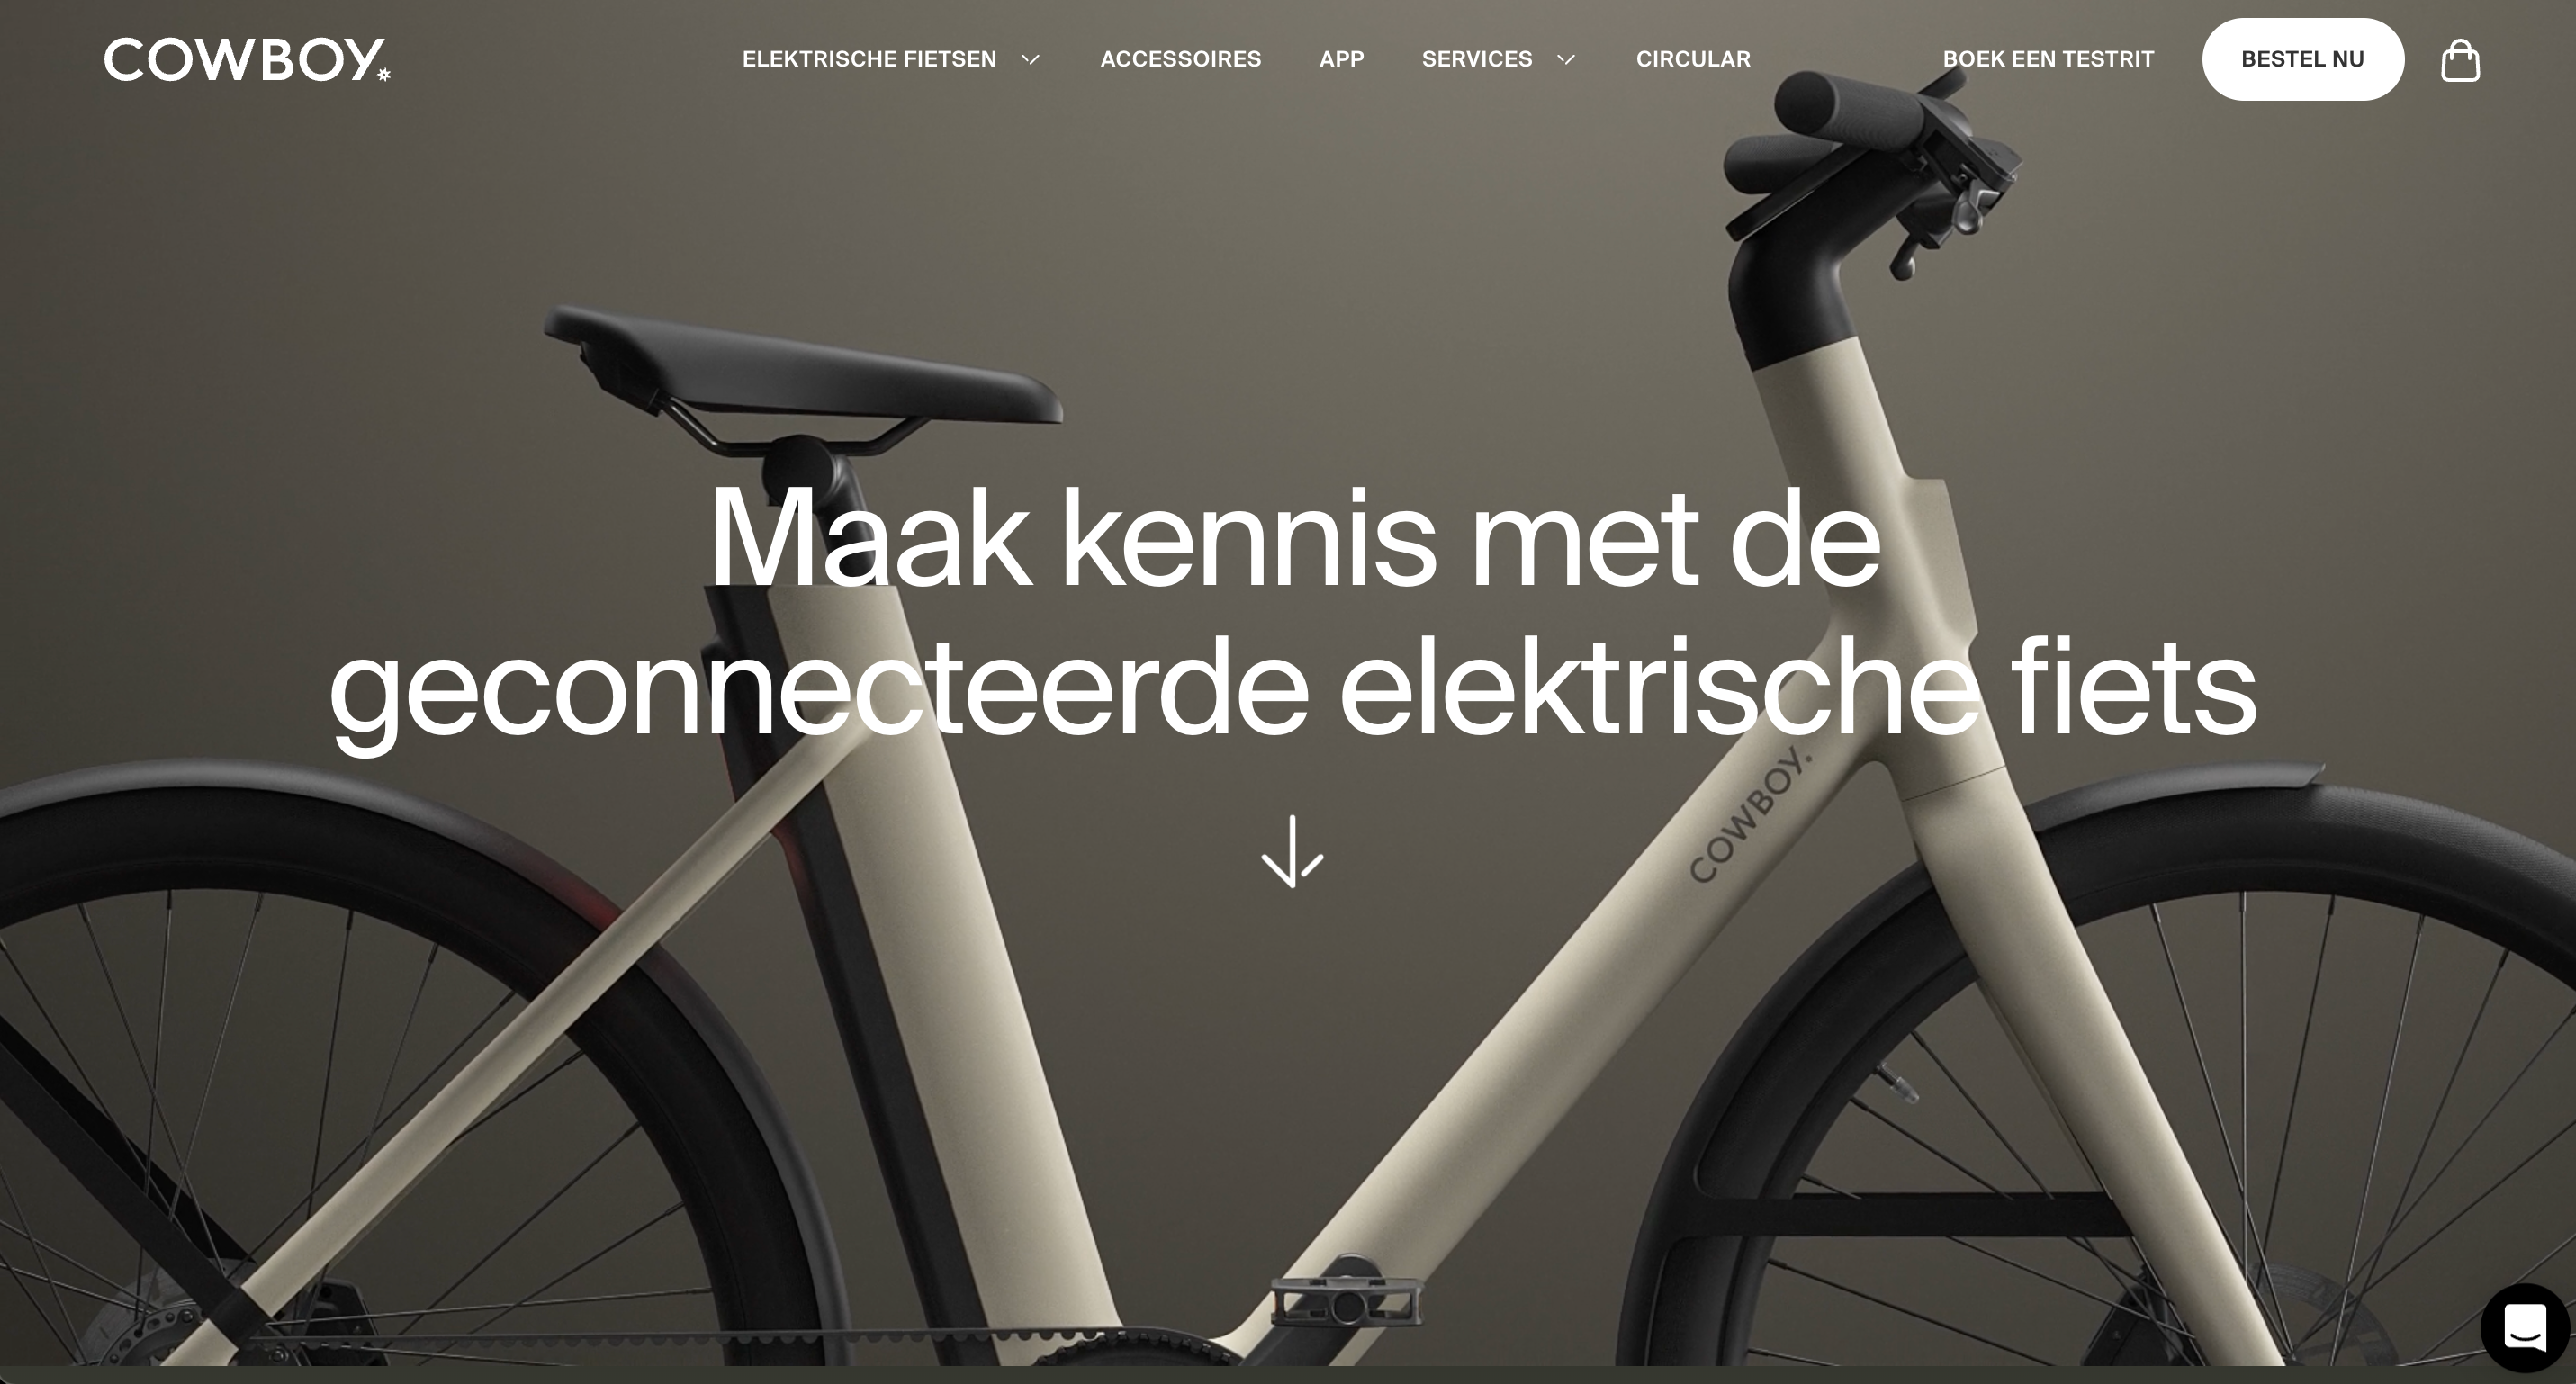 COWBOY
ELEKTRISCHE FIETSEN
ACCESSOIRES
APP
SERVICES
CIRCULAR
BOEK EEN TESTRIT
BESTEL NU
Maak kennis met de
geconnecteerde elektrische fiets
COWBOY.